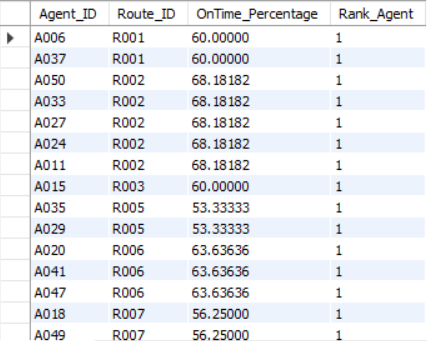 Agent_ID Route_ID OnTime_Percentage Rank_Agent
A006 R001 60.00000 1
A037 R001 60.00000 1
A050 R002 68.18182 1
A033 R002 68.18182 1
A027 R002 68.18182 1
A024 R002 68.18182 1
A011 R002 68.18182 1
A015 R003 60.00000 1
A035 R005 53.33333 1
A029 R005 53.33333 1
A020 R006 63.63636 1
A041 R006 63.63636 1
A047 R006 63.63636 1
A018 R007 56.25000 1
A049 R007 56.25000 1